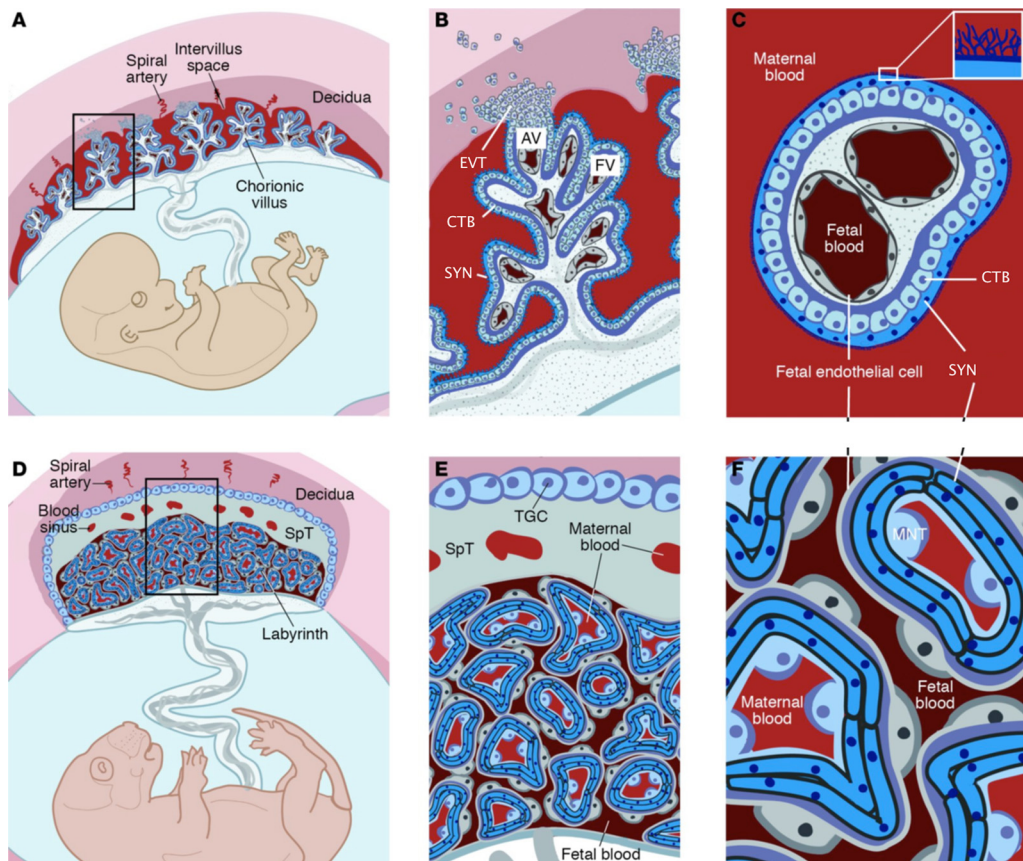 A
Spiral
artery
Intervillus
space
Decidua
Chorionic
villus
B
AV
EVT
FV
CTB
SYN
C
Maternal
blood
Fetal
blood
CTB
Fetal endothelial cell
SYN
D
Spiral
artery
Decidua
Blood
sinus
SpT
Labyrinth
E
TGC
SpT
Maternal
blood
Fetal blood
F
MNT
Maternal
blood
Fetal
blood